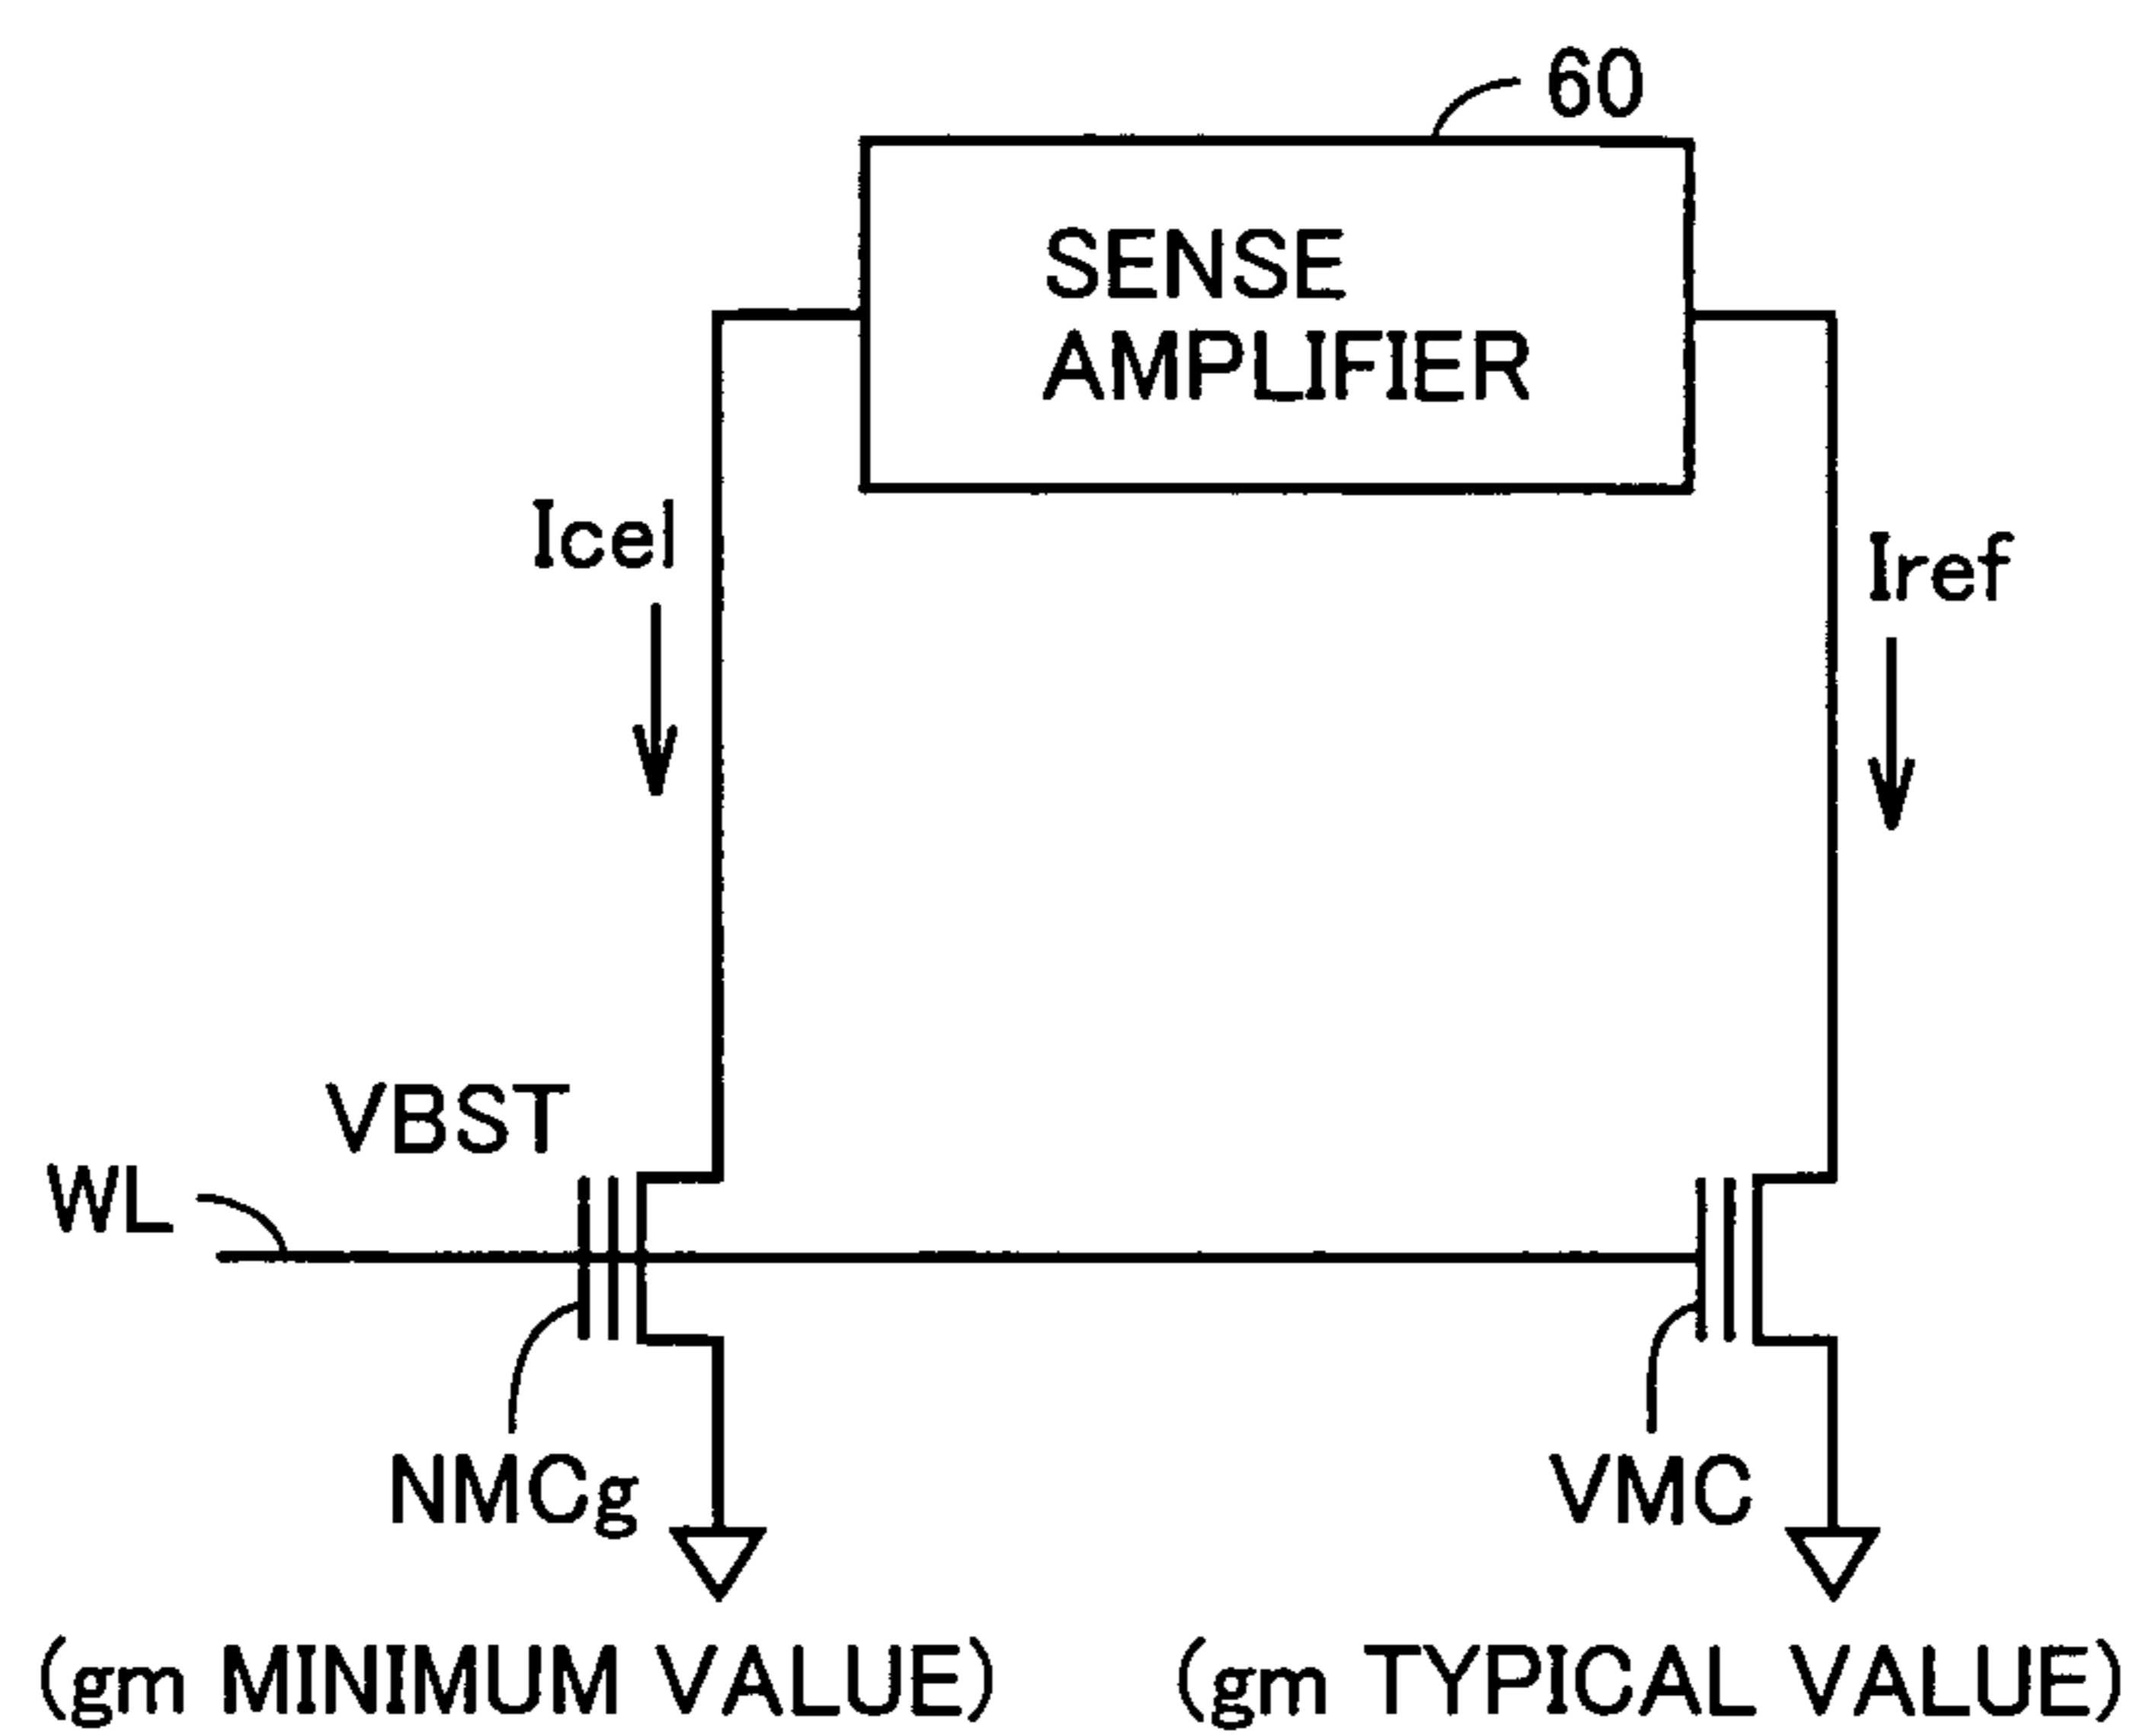 60
SENSE
AMPLIFIER
Icel
Iref
VBST
WL
NMCg
VMC
(gm MINIMUM VALUE)
(gm TYPICAL VALUE)